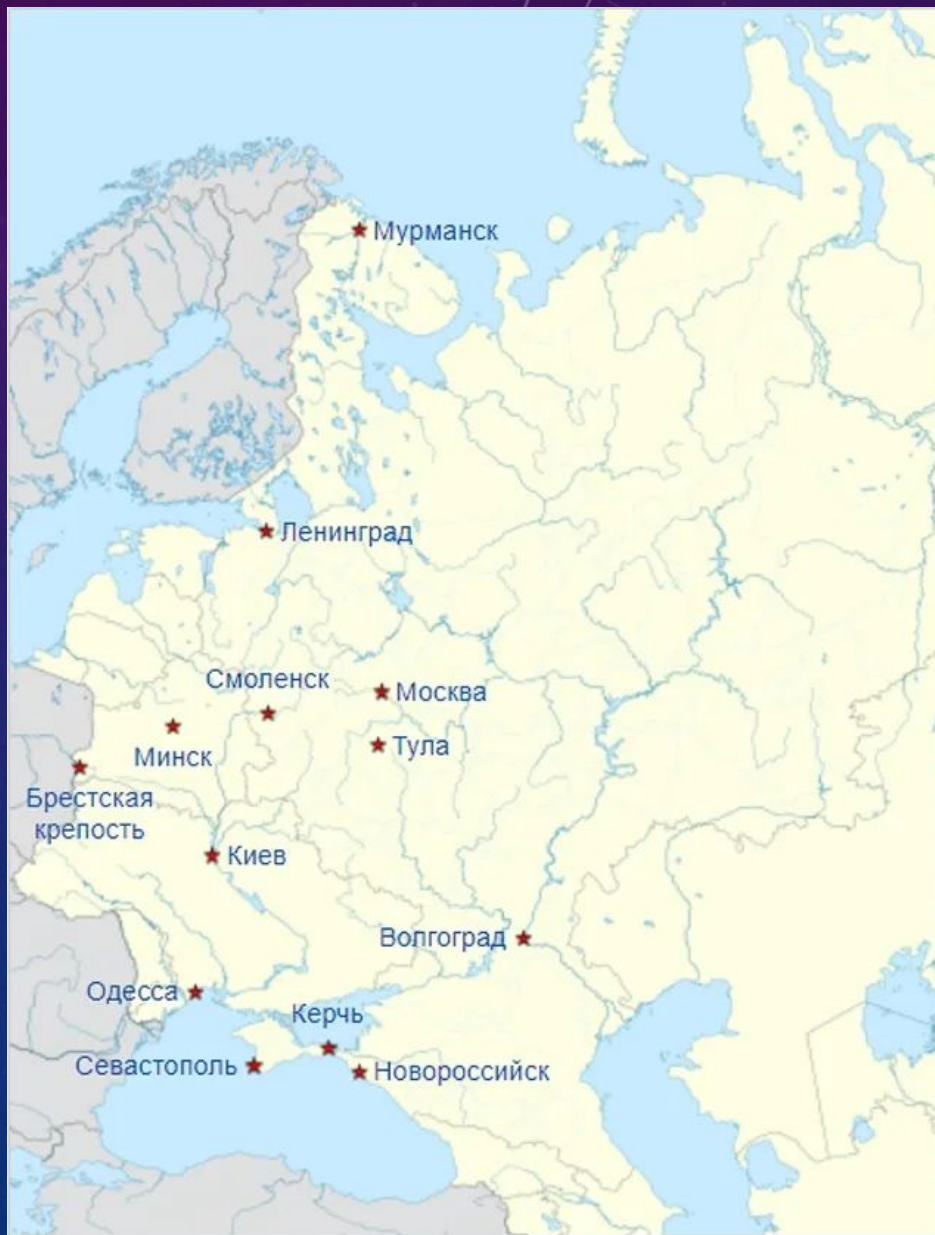 Мурманск
Ленинград
Смоленск
Москва
Минск
Тула
Брестская
крепость
Киев
Волгоград
Одесса
Керчь
Севастополь
Новороссийск